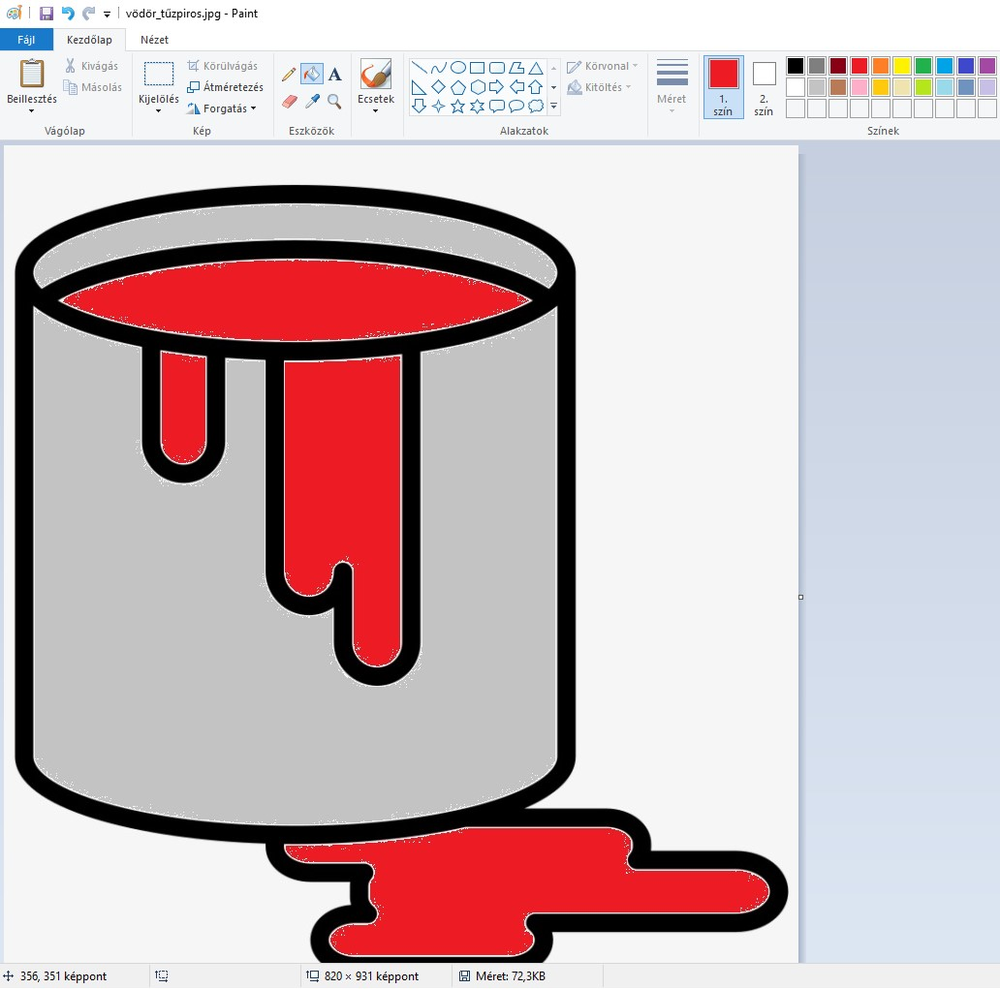 vödör_tűzpiros.jpg - Paint
Fájl Kezdőlap Nézet
Kivágás Körülvágás Körvonal
Másolás Átméretezés Kitöltés
Beillesztés Kijelölés Forgatás Esetek Méret 1. szín 2. szín
Vágólap Kép Eszközök Alakzatok Színek
356, 351 képpont 820 × 931 képpont Méret: 72,3KB